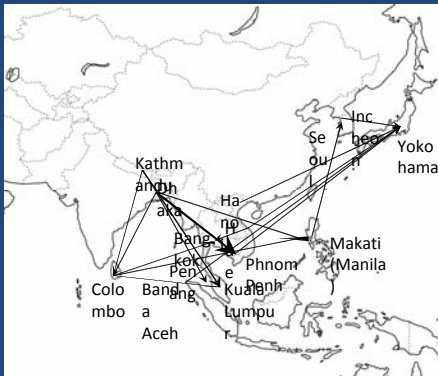 Inc
heo
n
Se
ou
l
Yoko
hama
Kathm
andu
Dh
aka
Ha
no
i
H
u
e
Bang-
kok
Pen
ang
Phnom
Penh
Makati
(Manila
)
Colo
mbo
Band
a
Aceh
Kuala
Lumpu
r